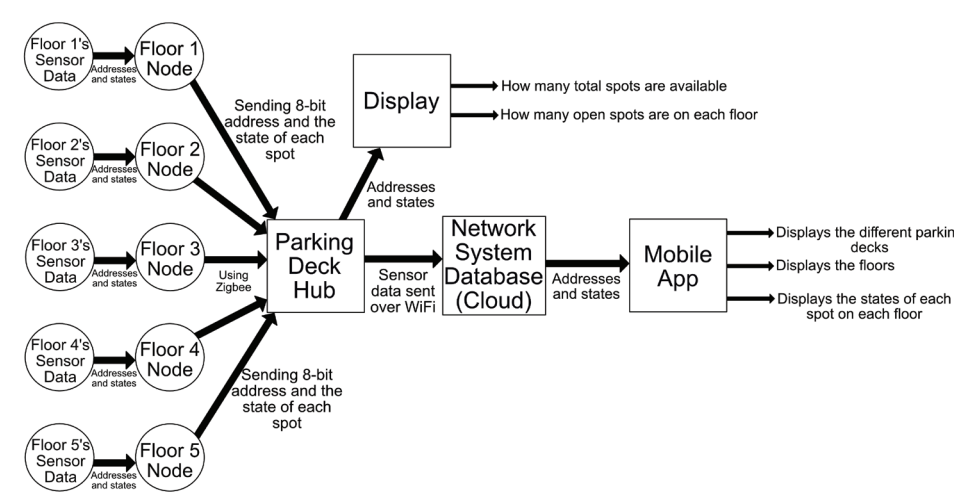 Floor 1's
Sensor
Data
Addresses
and states
Floor 1
Node
Sending 8-bit
address and the
state of each
spot
Floor 2's
Sensor
Data
Addresses
and states
Floor 2
Node
Floor 3's
Sensor
Data
Addresses
and states
Floor 3
Node
Using
Zigbee
Floor 4's
Sensor
Data
Addresses
and states
Floor 4
Node
Floor 5's
Sensor
Data
Addresses
and states
Floor 5
Node
Sending 8-bit
address and the
state of each
spot
Parking
Deck
Hub
Addresses
and states
Display
How many total spots are available
How many open spots are on each floor
Sensor
data sent
over WiFi
Network
System
Database
(Cloud)
Addresses
and states
Mobile
App
Displays the different parkin
decks
Displays the floors
Displays the states of each
spot on each floor